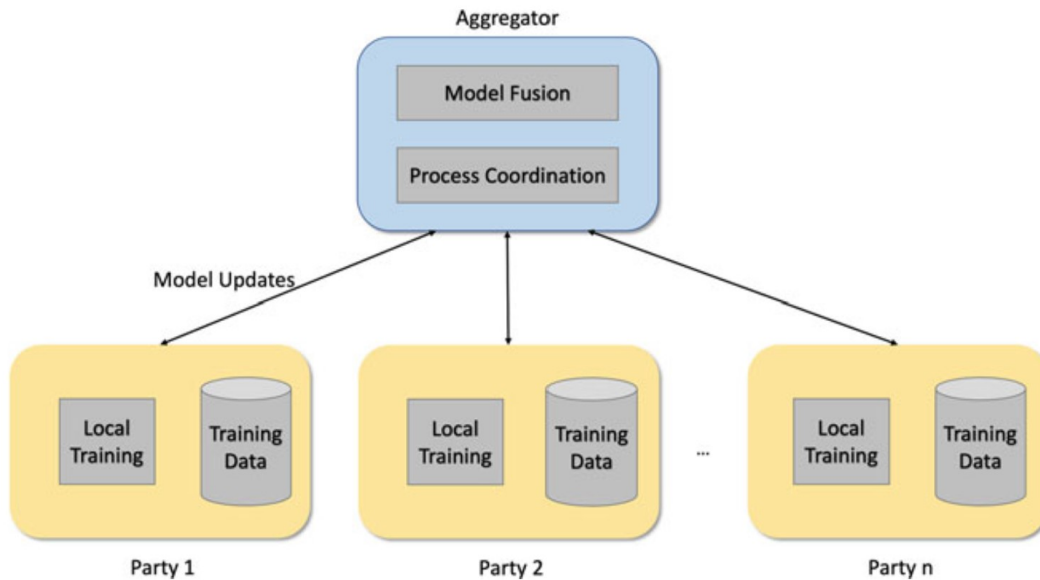 Aggregator
Model Fusion
Process Coordination
Model Updates
Local
Training
Training
Data
Local
Training
Training
Data
...
Local
Training
Training
Data
Party 1
Party 2
Party n